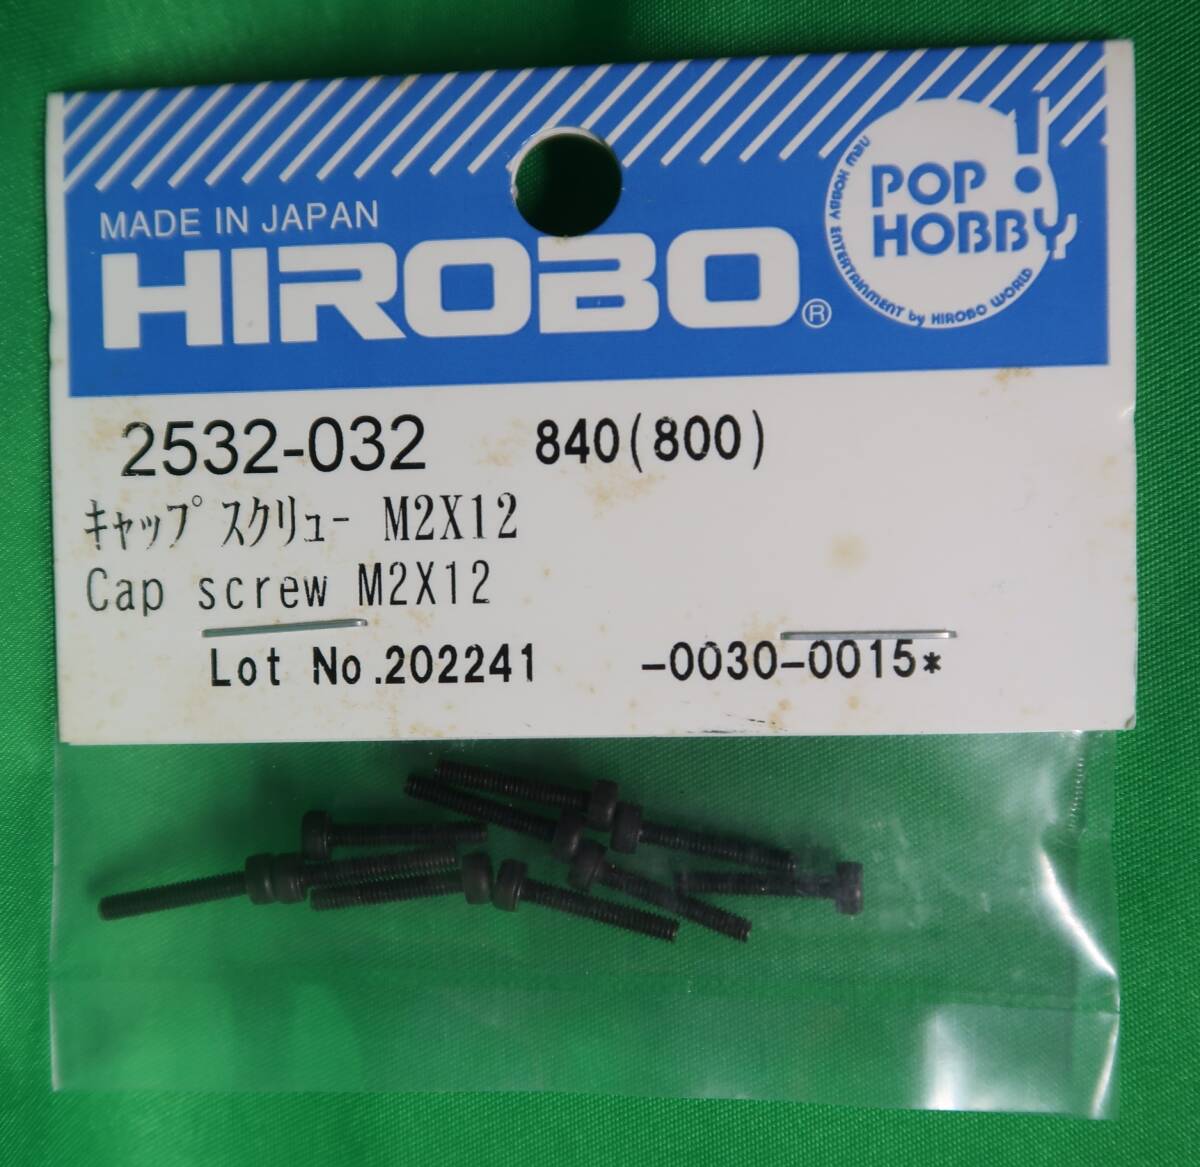 MADE IN JAPAN
HIROBO®
POP!
HOBBY
new HOBBY ENTERTAINMENT by HIROBO WORLD
2532-032 840(800)
ｷｬｯﾌﾟｽｸﾘｭｰ M2X12
Cap screw M2X12
Lot No.202241 -0030-0015*